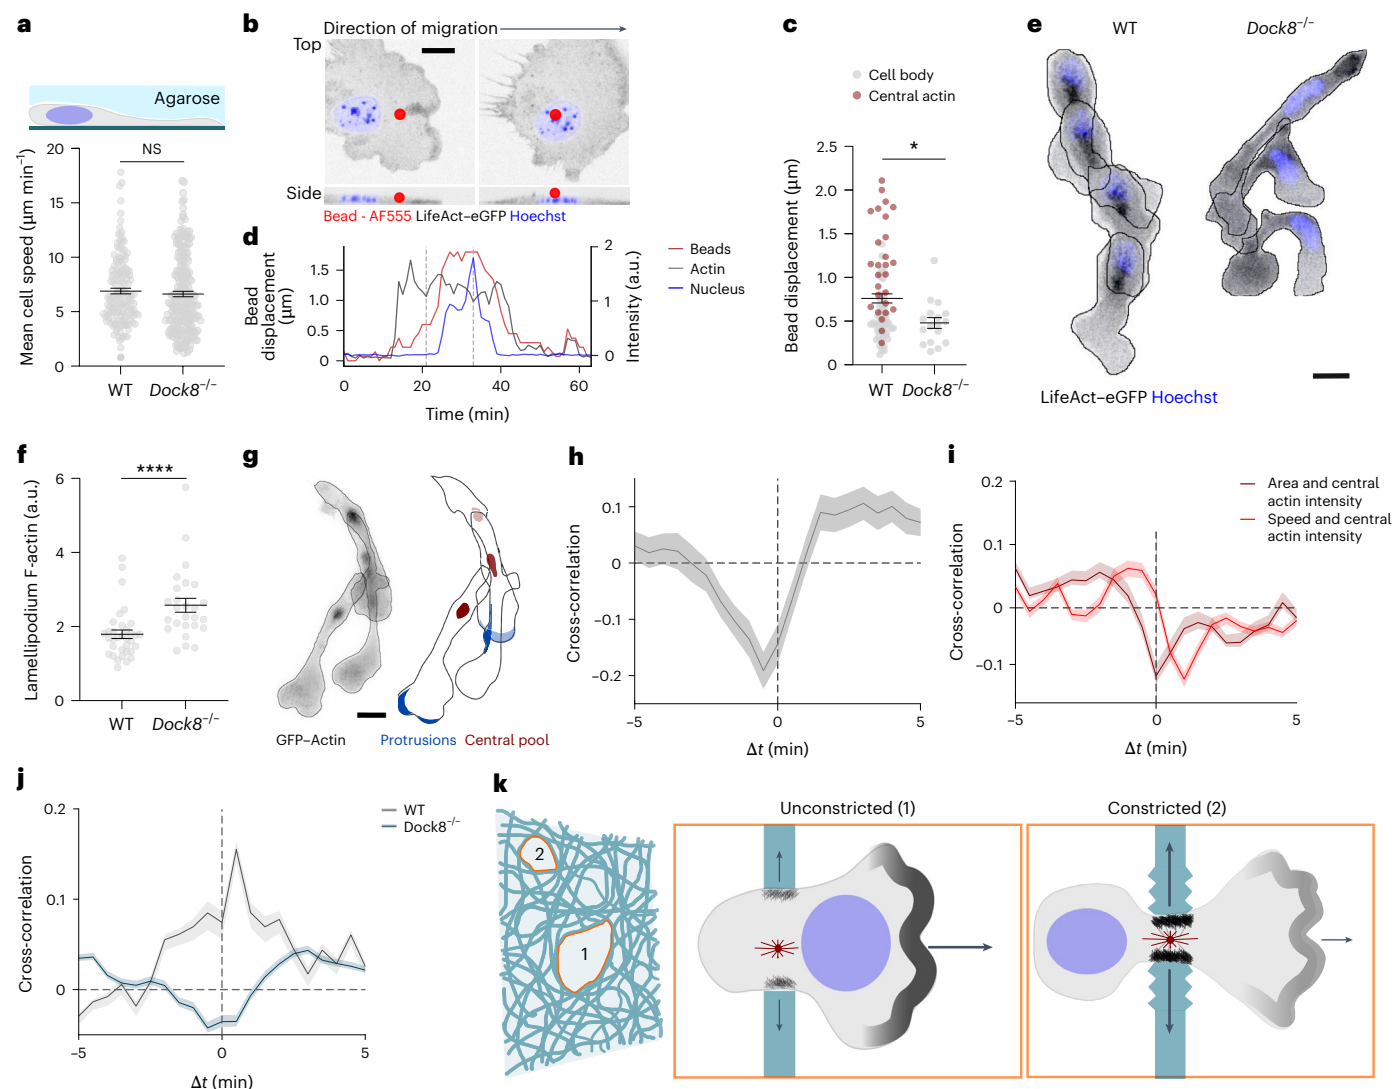 a
Agarose
Mean cell speed (µm min⁻¹)
20
15
10
5
0
NS
WT
Dock8⁻/⁻
b
Direction of migration
Top
Side
Bead - AF555 LifeAct–eGFP Hoechst
d
Bead
displacement
(µm)
1.5
1.0
0.5
0
2
1
0
Intensity (a.u.)
0
20
40
60
Time (min)
Beads
Actin
Nucleus
c
Cell body
Central actin
Bead displacement (µm)
2.5
2.0
1.5
1.0
0.5
0
*
WT
Dock8⁻/⁻
e
WT
Dock8⁻/⁻
LifeAct–eGFP Hoechst
f
Lamellipodium F-actin (a.u.)
6
4
2
0
****
WT
Dock8⁻/⁻
g
GFP–Actin
Protrusions
Central pool
h
Cross-correlation
0.1
0
−0.1
−0.2
−5
0
5
Δt (min)
i
Cross-correlation
0.2
0.1
0
−0.1
−5
0
5
Δt (min)
Area and central
actin intensity
Speed and central
actin intensity
j
Cross-correlation
0.2
0.1
0
−5
0
5
Δt (min)
WT
Dock8⁻/⁻
k
2
1
Unconstricted (1)
Constricted (2)